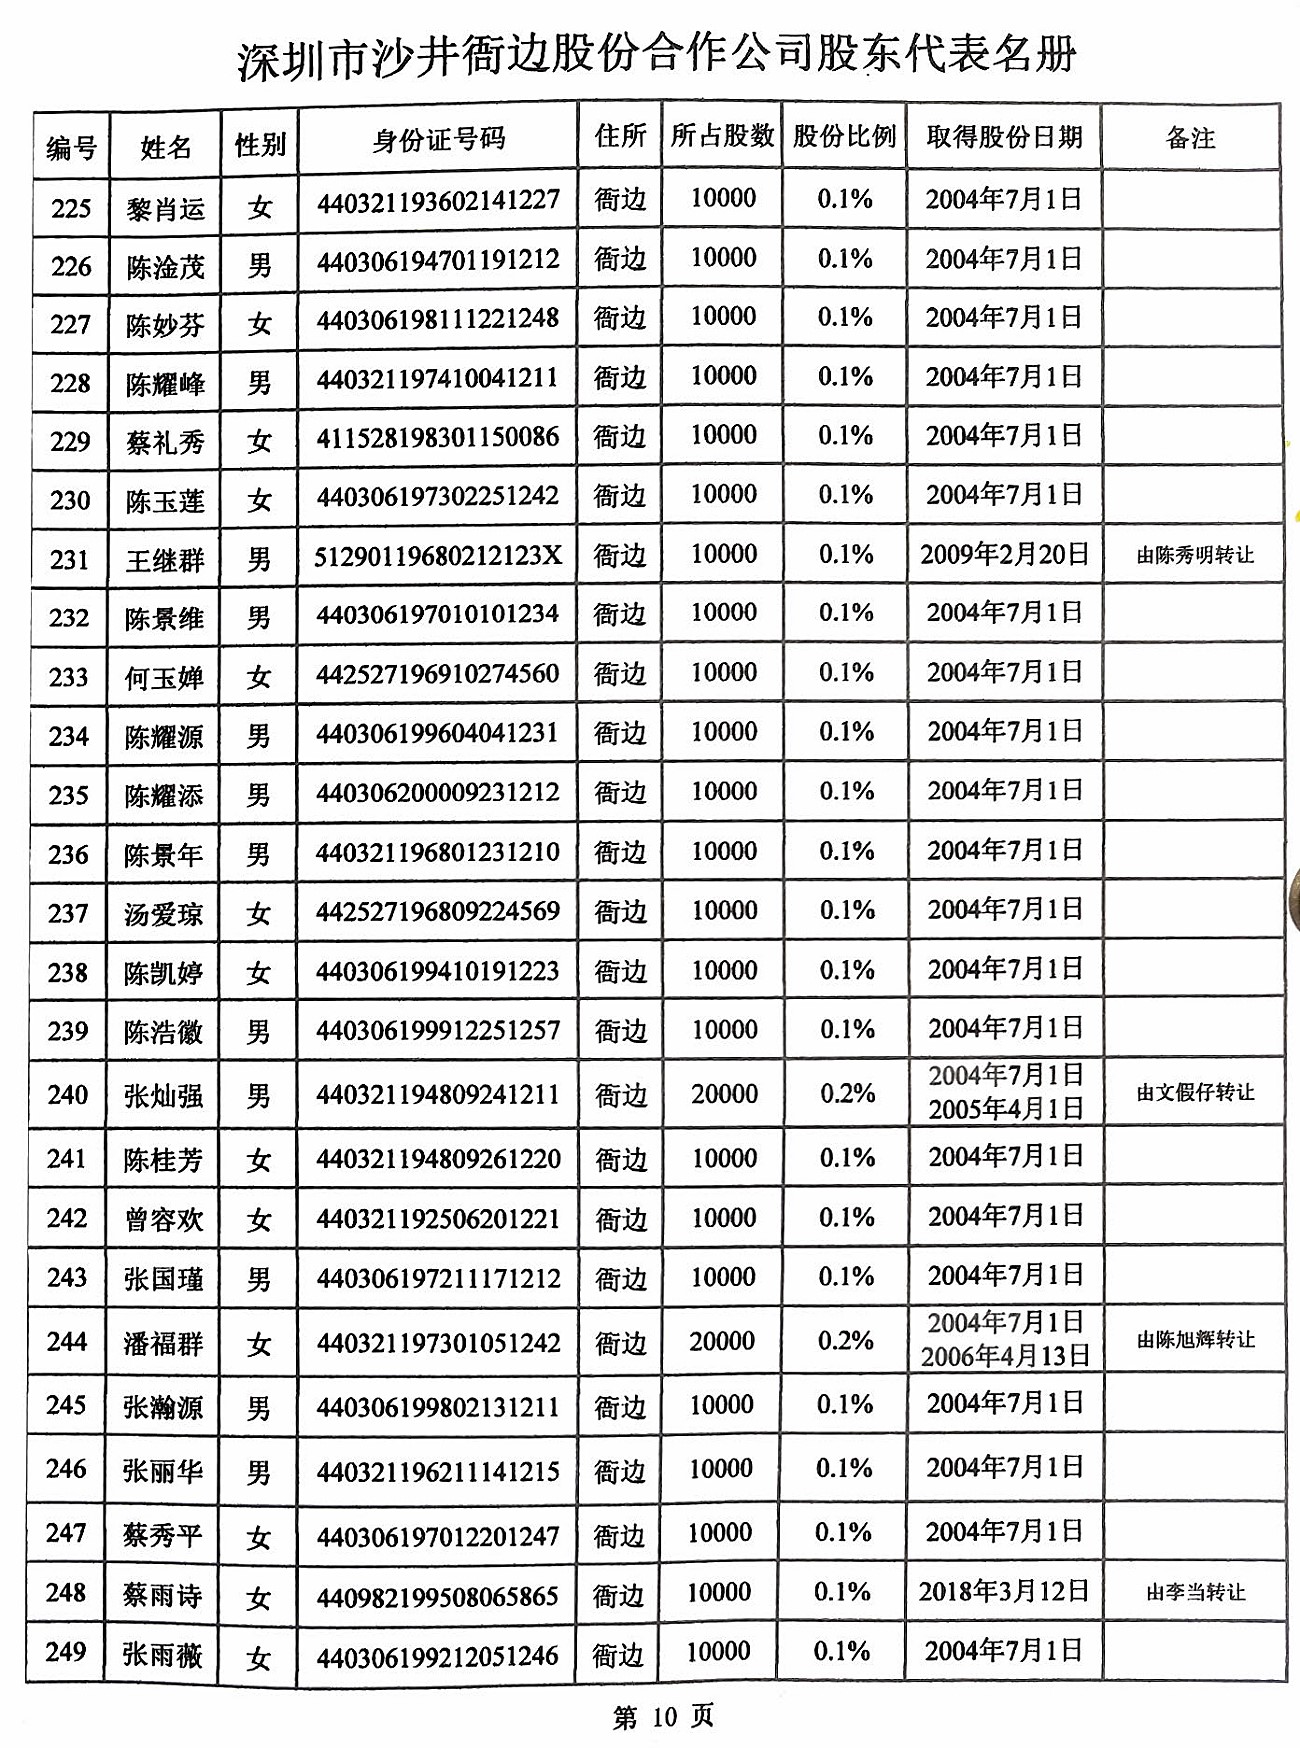 深圳市沙井衙边股份合作公司股东代表名册
编号 姓名 性别 身份证号码 住所 所占股数 股份比例 取得股份日期 备注
225 黎肖运 女 440321193602141227 衙边 10000 0.1% 2004年7月1日
226 陈淦茂 男 440306194701191212 衙边 10000 0.1% 2004年7月1日
227 陈妙芬 女 440306198111221248 衙边 10000 0.1% 2004年7月1日
228 陈耀峰 男 440321197410041211 衙边 10000 0.1% 2004年7月1日
229 蔡礼秀 女 411528198301150086 衙边 10000 0.1% 2004年7月1日
230 陈玉莲 女 440306197302251242 衙边 10000 0.1% 2004年7月1日
231 王继群 男 51290119680212123X 衙边 10000 0.1% 2009年2月20日 由陈秀明转让
232 陈景维 男 440306197010101234 衙边 10000 0.1% 2004年7月1日
233 何玉婵 女 442527196910274560 衙边 10000 0.1% 2004年7月1日
234 陈耀源 男 440306199604041231 衙边 10000 0.1% 2004年7月1日
235 陈耀添 男 440306200009231212 衙边 10000 0.1% 2004年7月1日
236 陈景年 男 440321196801231210 衙边 10000 0.1% 2004年7月1日
237 汤爱琼 女 442527196809224569 衙边 10000 0.1% 2004年7月1日
238 陈凯婷 女 440306199410191223 衙边 10000 0.1% 2004年7月1日
239 陈浩徽 男 440306199912251257 衙边 10000 0.1% 2004年7月1日
240 张灿强 男 440321194809241211 衙边 20000 0.2% 2004年7月1日
2005年4月1日 由文假仔转让
241 陈桂芳 女 440321194809261220 衙边 10000 0.1% 2004年7月1日
242 曾容欢 女 440321192506201221 衙边 10000 0.1% 2004年7月1日
243 张国瑾 男 440306197211171212 衙边 10000 0.1% 2004年7月1日
244 潘福群 女 440321197301051242 衙边 20000 0.2% 2004年7月1日
2006年4月13日 由陈旭辉转让
245 张瀚源 男 440306199802131211 衙边 10000 0.1% 2004年7月1日
246 张丽华 男 440321196211141215 衙边 10000 0.1% 2004年7月1日
247 蔡秀平 女 440306197012201247 衙边 10000 0.1% 2004年7月1日
248 蔡雨诗 女 440982199508065865 衙边 10000 0.1% 2018年3月12日 由李当转让
249 张雨薇 女 440306199212051246 衙边 10000 0.1% 2004年7月1日
第 10 页